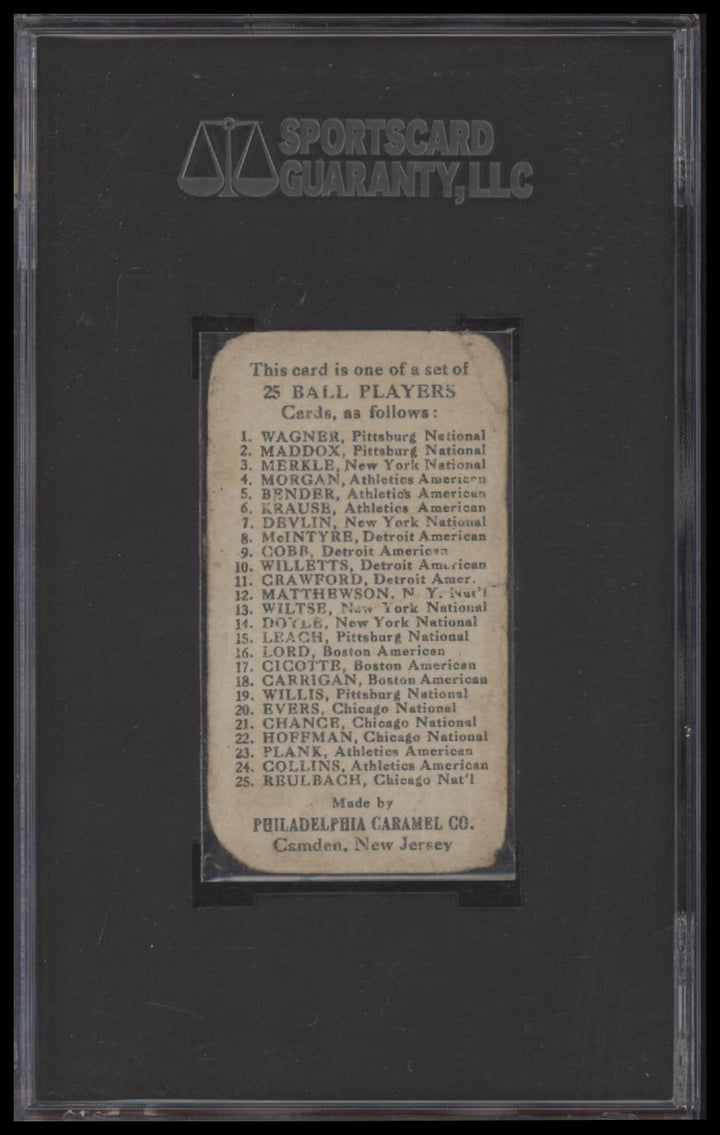 SPORTSCARD
GUARANTY, LLC
This card is one of a set of
25 BALL PLAYERS
Cards, as follows:
1. WAGNER, Pittsburg National
2. MADDOX, Pittsburg National
3. MERKLE, New York National
4. MORGAN, Athletics American
5. BENDER, Athletics American
6. KRAUSE, Athletics American
7. DEVLIN, New York National
8. McINTYRE, Detroit American
9. COBB, Detroit American
10. WILLETTS, Detroit American
11. CRAWFORD, Detroit Amer.
12. MATTHEWSON, N. Y. Nat'l
13. WILTSE, New York National
14. DOYLE, New York National
15. LEACH, Pittsburg National
16. LORD, Boston American
17. CICOTTE, Boston American
18. CARRIGAN, Boston American
19. WILLIS, Pittsburg National
20. EVERS, Chicago National
21. CHANCE, Chicago National
22. HOFFMAN, Chicago National
23. PLANK, Athletics American
24. COLLINS, Athletics American
25. REULBACH, Chicago Nat'l
Made by
PHILADELPHIA CARAMEL CO.
Camden, New Jersey